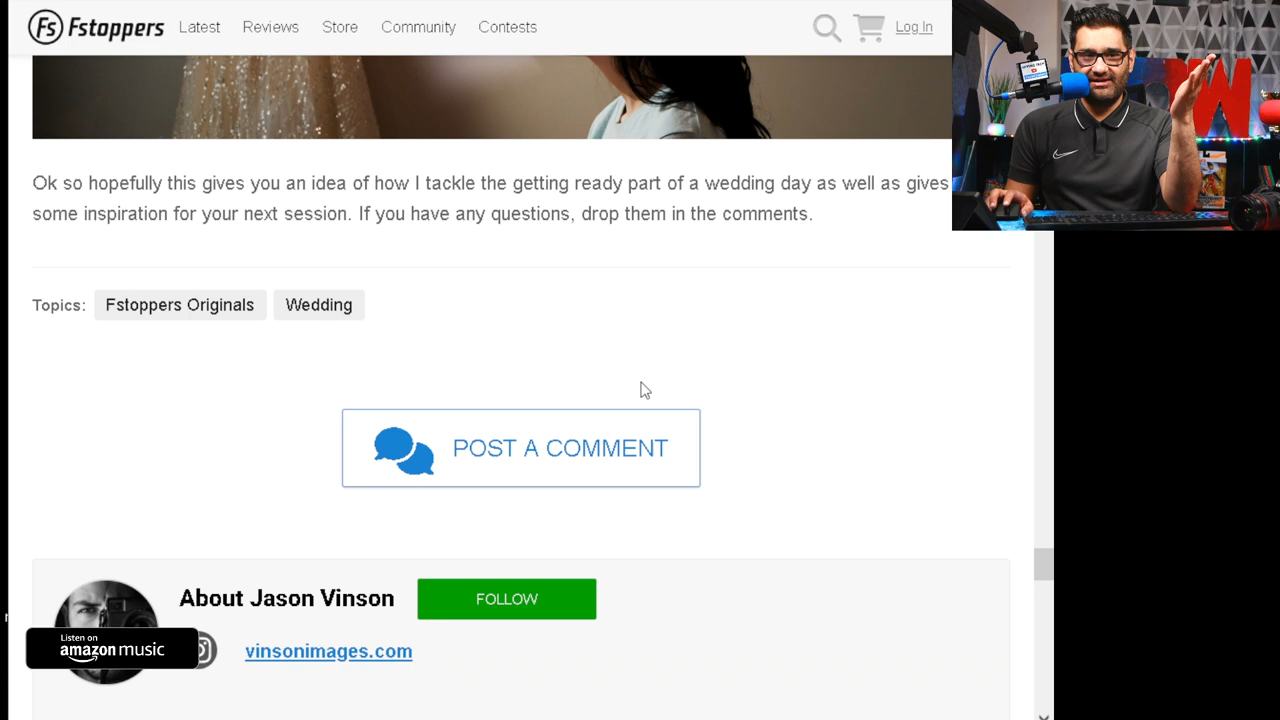 Fs Fstoppers Latest Reviews Store Community Contests Log In
Ok so hopefully this gives you an idea of how I tackle the getting ready part of a wedding day as well as gives
some inspiration for your next session. If you have any questions, drop them in the comments.
Topics: Fstoppers Originals Wedding
POST A COMMENT
About Jason Vinson FOLLOW
Listen on
amazon music
vinsonimages.com